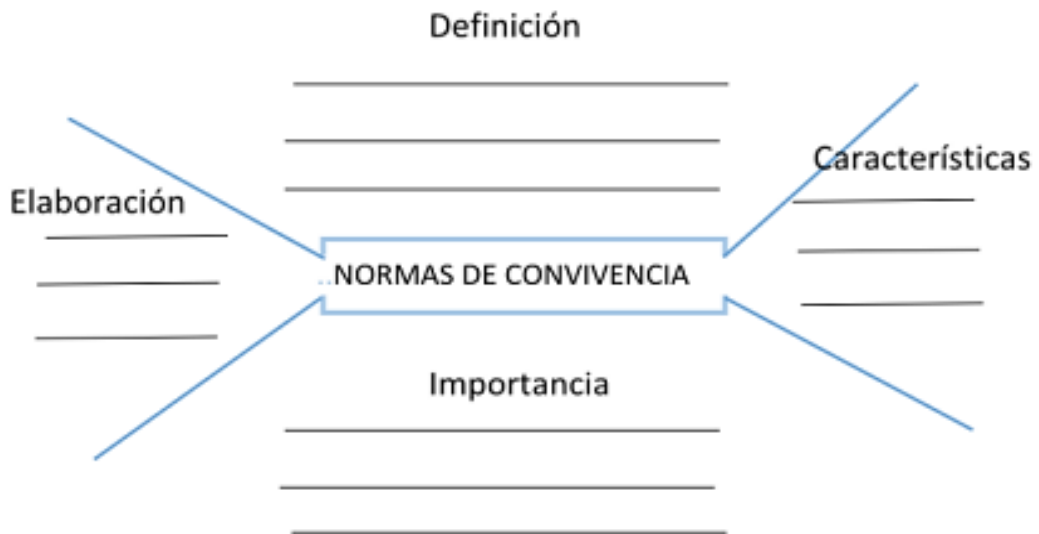 Definición
Características
Elaboración
..NORMAS DE CONVIVENCIA
Importancia